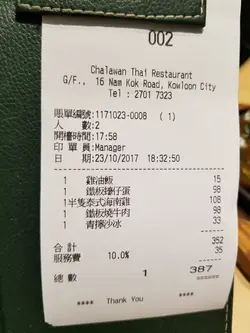 002
Chalawan Thai Restaurant
G/F., 16 Nam Kok Road, Kowloon City
Tel : 2701 7323
賬單編號:1171023-0008 (1)
人 數:2
開檯時間:17:58
印 單 員:Manager
日 期:23/10/2017 18:32:50
1 雞油飯 15
1 鐵板蠔仔蛋 98
1半隻泰式海南雞 108
1 鐵板燒牛肉 98
1 青檸沙冰 33
合計 352
服務費 10.0% 35
總數 1 387
**** Thank You ****